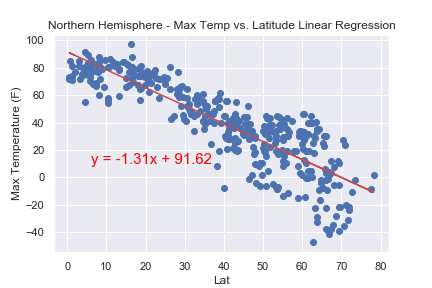 Northern Hemisphere - Max Temp vs. Latitude Linear Regression
100
80
60
40
20
0
−20
−40
Max Temperature (F)
y = -1.31x + 91.62
0 10 20 30 40 50 60 70 80
Lat